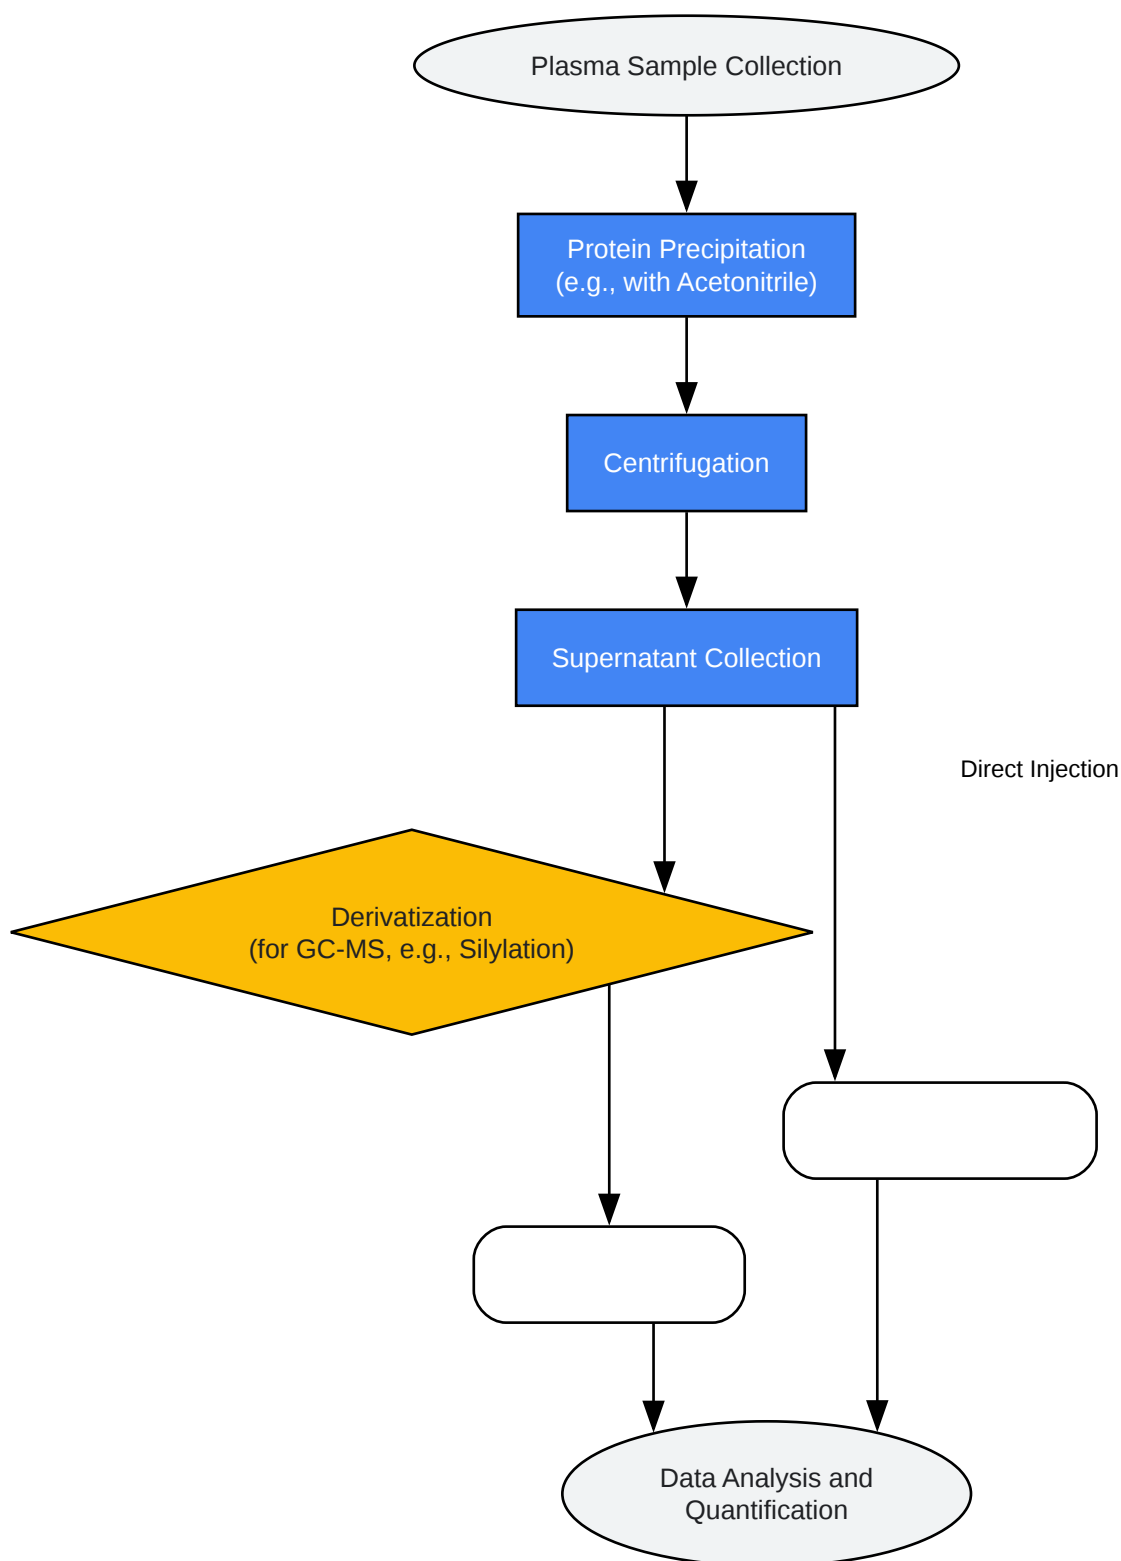 Plasma Sample Collection
Protein Precipitation
(e.g., with Acetonitrile)
Centrifugation
Supernatant Collection
Direct Injection
Derivatization
(for GC-MS, e.g., Silylation)
Data Analysis and
Quantification